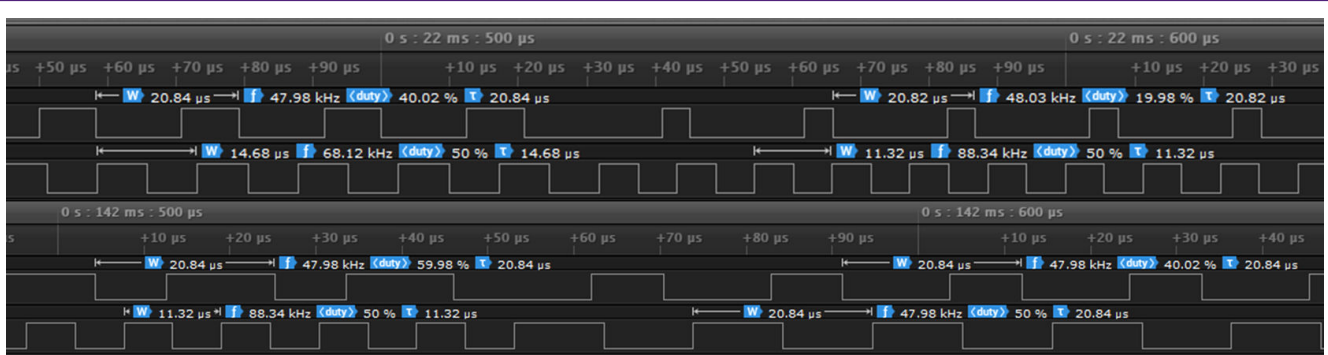 0 s : 22 ms : 500 µs 0 s : 22 ms : 600 µs
µs +50 µs +60 µs +70 µs +80 µs +90 µs +10 µs +20 µs +30 µs +40 µs +50 µs +60 µs +70 µs +80 µs +90 µs +10 µs +20 µs +30 µs
W 20.84 µs f 47.98 kHz ⟨duty⟩ 40.02 % T 20.84 µs W 20.82 µs f 48.03 kHz ⟨duty⟩ 19.98 % T 20.82 µs
W 14.68 µs f 68.12 kHz ⟨duty⟩ 50 % T 14.68 µs W 11.32 µs f 88.34 kHz ⟨duty⟩ 50 % T 11.32 µs
0 s : 142 ms : 500 µs 0 s : 142 ms : 600 µs
s +10 µs +20 µs +30 µs +40 µs +50 µs +60 µs +70 µs +80 µs +90 µs +10 µs +20 µs +30 µs +40 µs
W 20.84 µs f 47.98 kHz ⟨duty⟩ 59.98 % T 20.84 µs W 20.84 µs f 47.98 kHz ⟨duty⟩ 40.02 % T 20.84 µs
W 11.32 µs f 88.34 kHz ⟨duty⟩ 50 % T 11.32 µs W 20.84 µs f 47.98 kHz ⟨duty⟩ 50 % T 20.84 µs